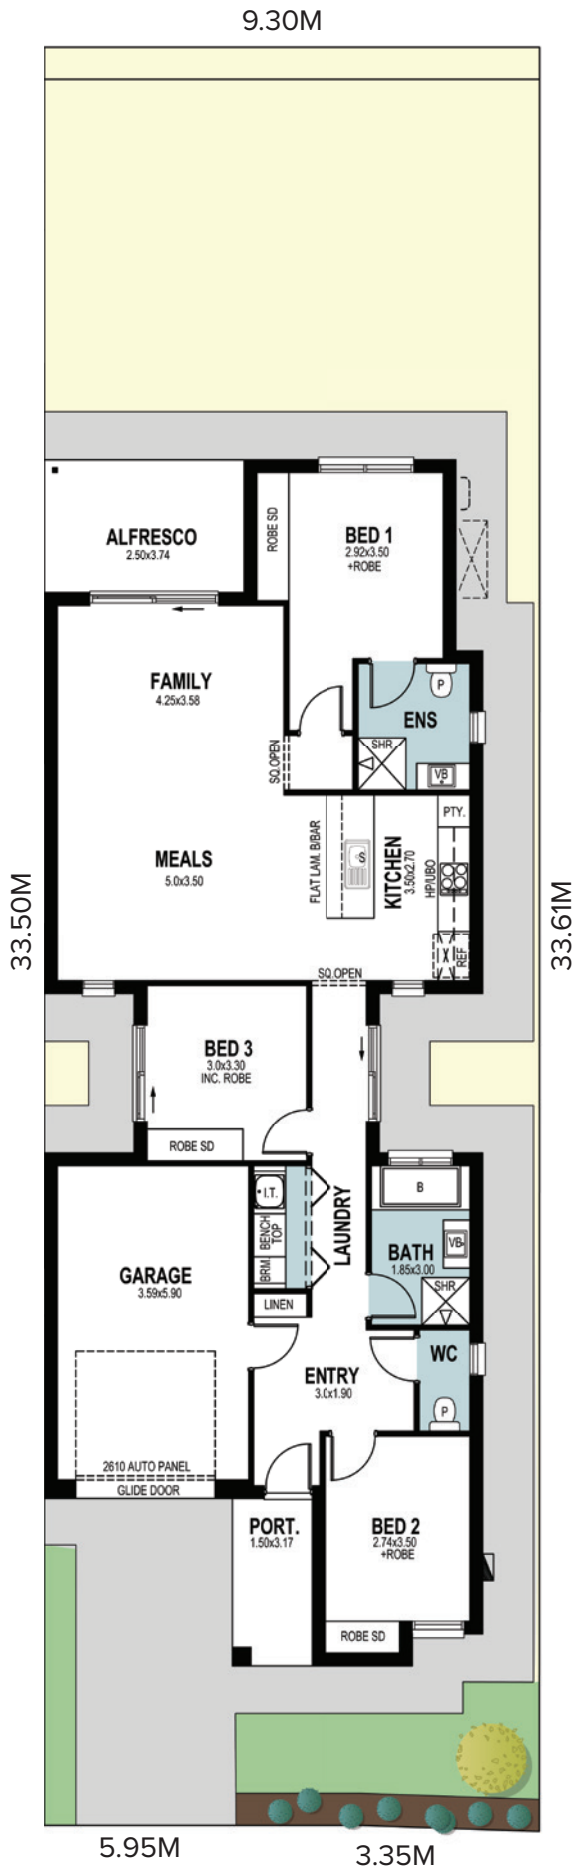 9.30M
ALFRESCO
2.50x3.74
ROBE SD
BED 1
2.92x3.50
+ROBE
FAMILY
4.25x3.58
P
ENS
SHR
VB
SQ.OPEN
PTY.
MEALS
5.0x3.50
FLAT LAM. B/BAR
S
KITCHEN
3.50x2.70
HP/UBO
REF
33.50M
33.61M
SQ.OPEN
BED 3
3.0x3.30
INC. ROBE
ROBE SD
I.T.
BENCH
TOP
BRM.
LAUNDRY
B
VB
BATH
1.85x3.00
SHR
GARAGE
3.59x5.90
LINEN
WC
ENTRY
3.0x1.90
P
2610 AUTO PANEL
GLIDE DOOR
PORT.
1.50x3.17
BED 2
2.74x3.50
+ROBE
ROBE SD
5.95M
3.35M